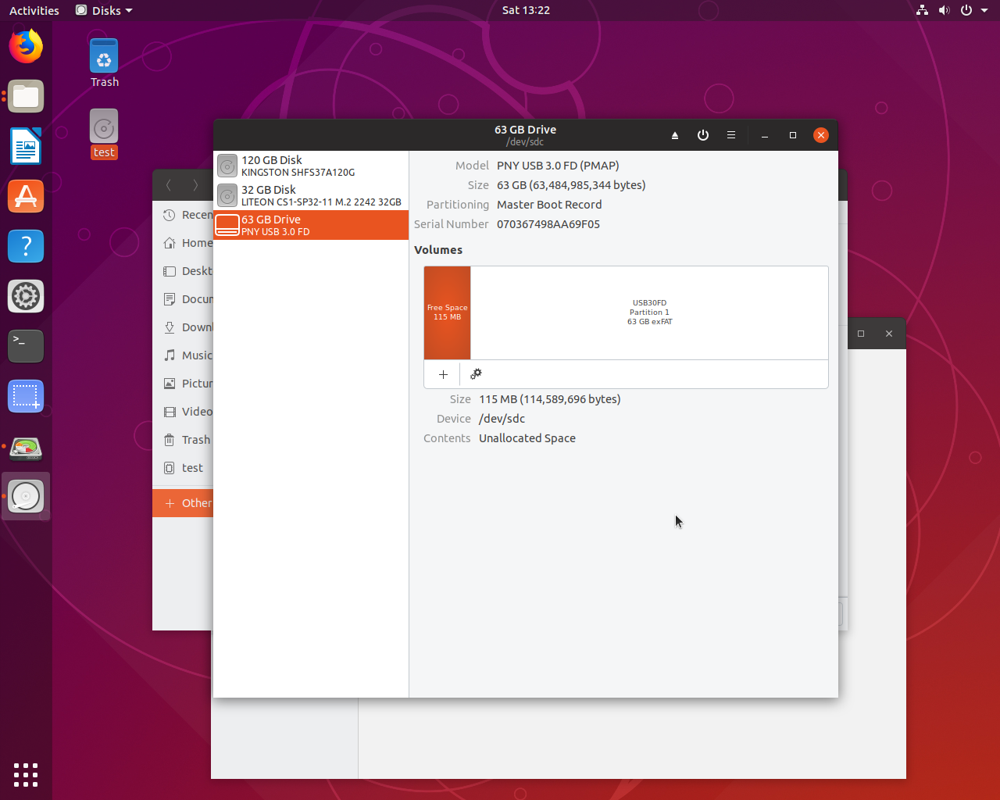 Activities
Disks
Sat 13:22
Trash
test
63 GB Drive
/dev/sdc
120 GB Disk
KINGSTON SHFS37A120G
32 GB Disk
LITEON CS1-SP32-11 M.2 2242 32GB
63 GB Drive
PNY USB 3.0 FD
Model PNY USB 3.0 FD (PMAP)
Size 63 GB (63,484,985,344 bytes)
Partitioning Master Boot Record
Serial Number 070367498AA69F05
Volumes
Free Space
115 MB
USB30FD
Partition 1
63 GB exFAT
Size 115 MB (114,589,696 bytes)
Device /dev/sdc
Contents Unallocated Space
Recen
Home
Deskt
Docum
Downl
Music
Pictur
Video
Trash
test
Other